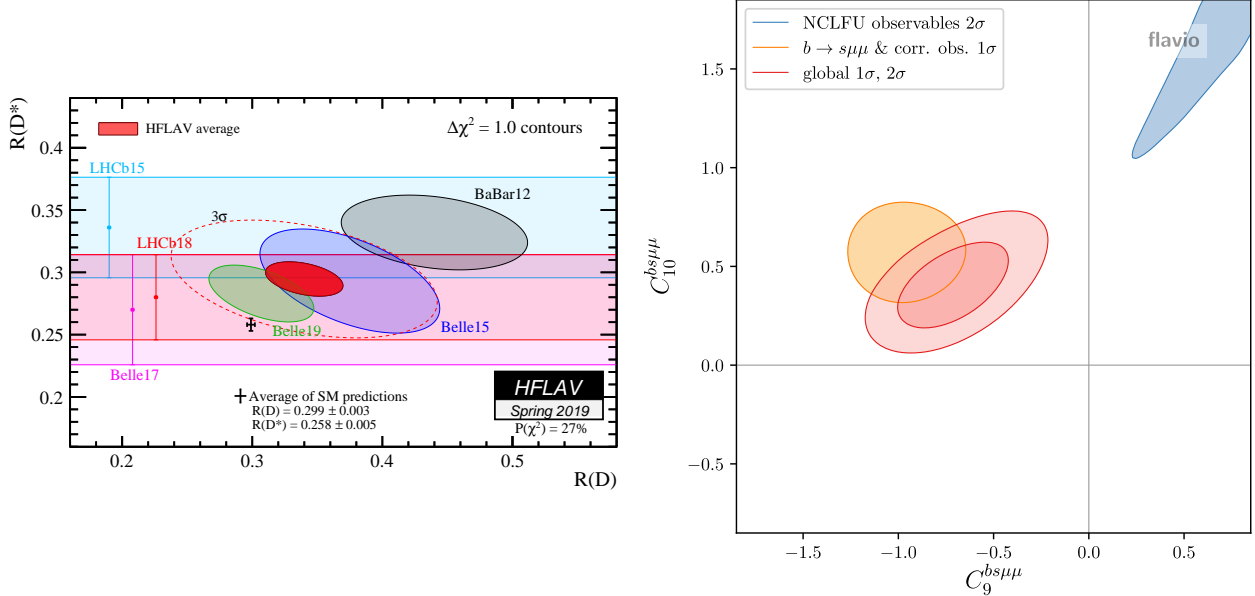 R(D*)
0.4
0.35
0.3
0.25
0.2
0.2
0.3
0.4
0.5
R(D)
HFLAV average
Δχ² = 1.0 contours
LHCb15
BaBar12
3σ
LHCb18
Belle19
Belle15
Belle17
Average of SM predictions
R(D) = 0.299 ± 0.003
R(D*) = 0.258 ± 0.005
HFLAV
Spring 2019
P(χ²) = 27%
NCLFU observables 2σ
b → sμμ & corr. obs. 1σ
global 1σ, 2σ
flavio
C₁₀^{bsμμ}
1.5
1.0
0.5
0.0
−0.5
−1.5
−1.0
−0.5
0.0
0.5
C₉^{bsμμ}